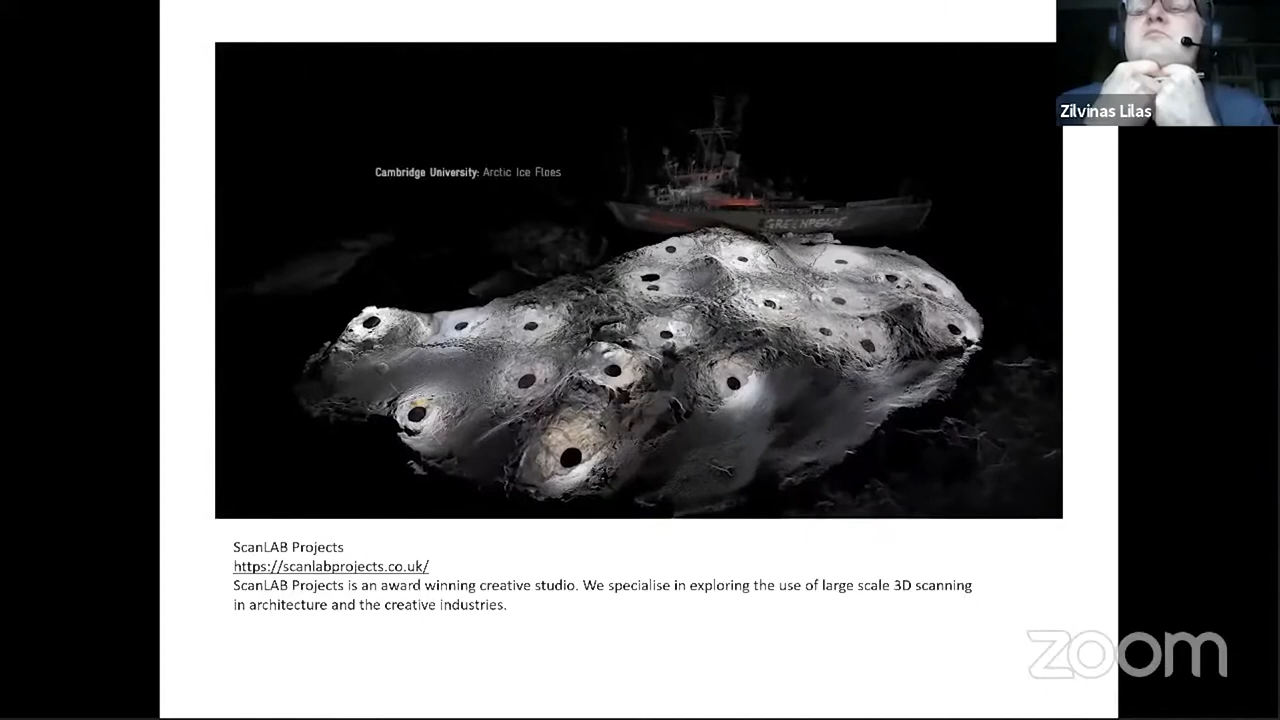 Zilvinas Lilas
Cambridge University: Arctic Ice Floes
GREENPEACE
ScanLAB Projects
https://scanlabprojects.co.uk/
ScanLAB Projects is an award winning creative studio. We specialise in exploring the use of large scale 3D scanning
in architecture and the creative industries.
zoom